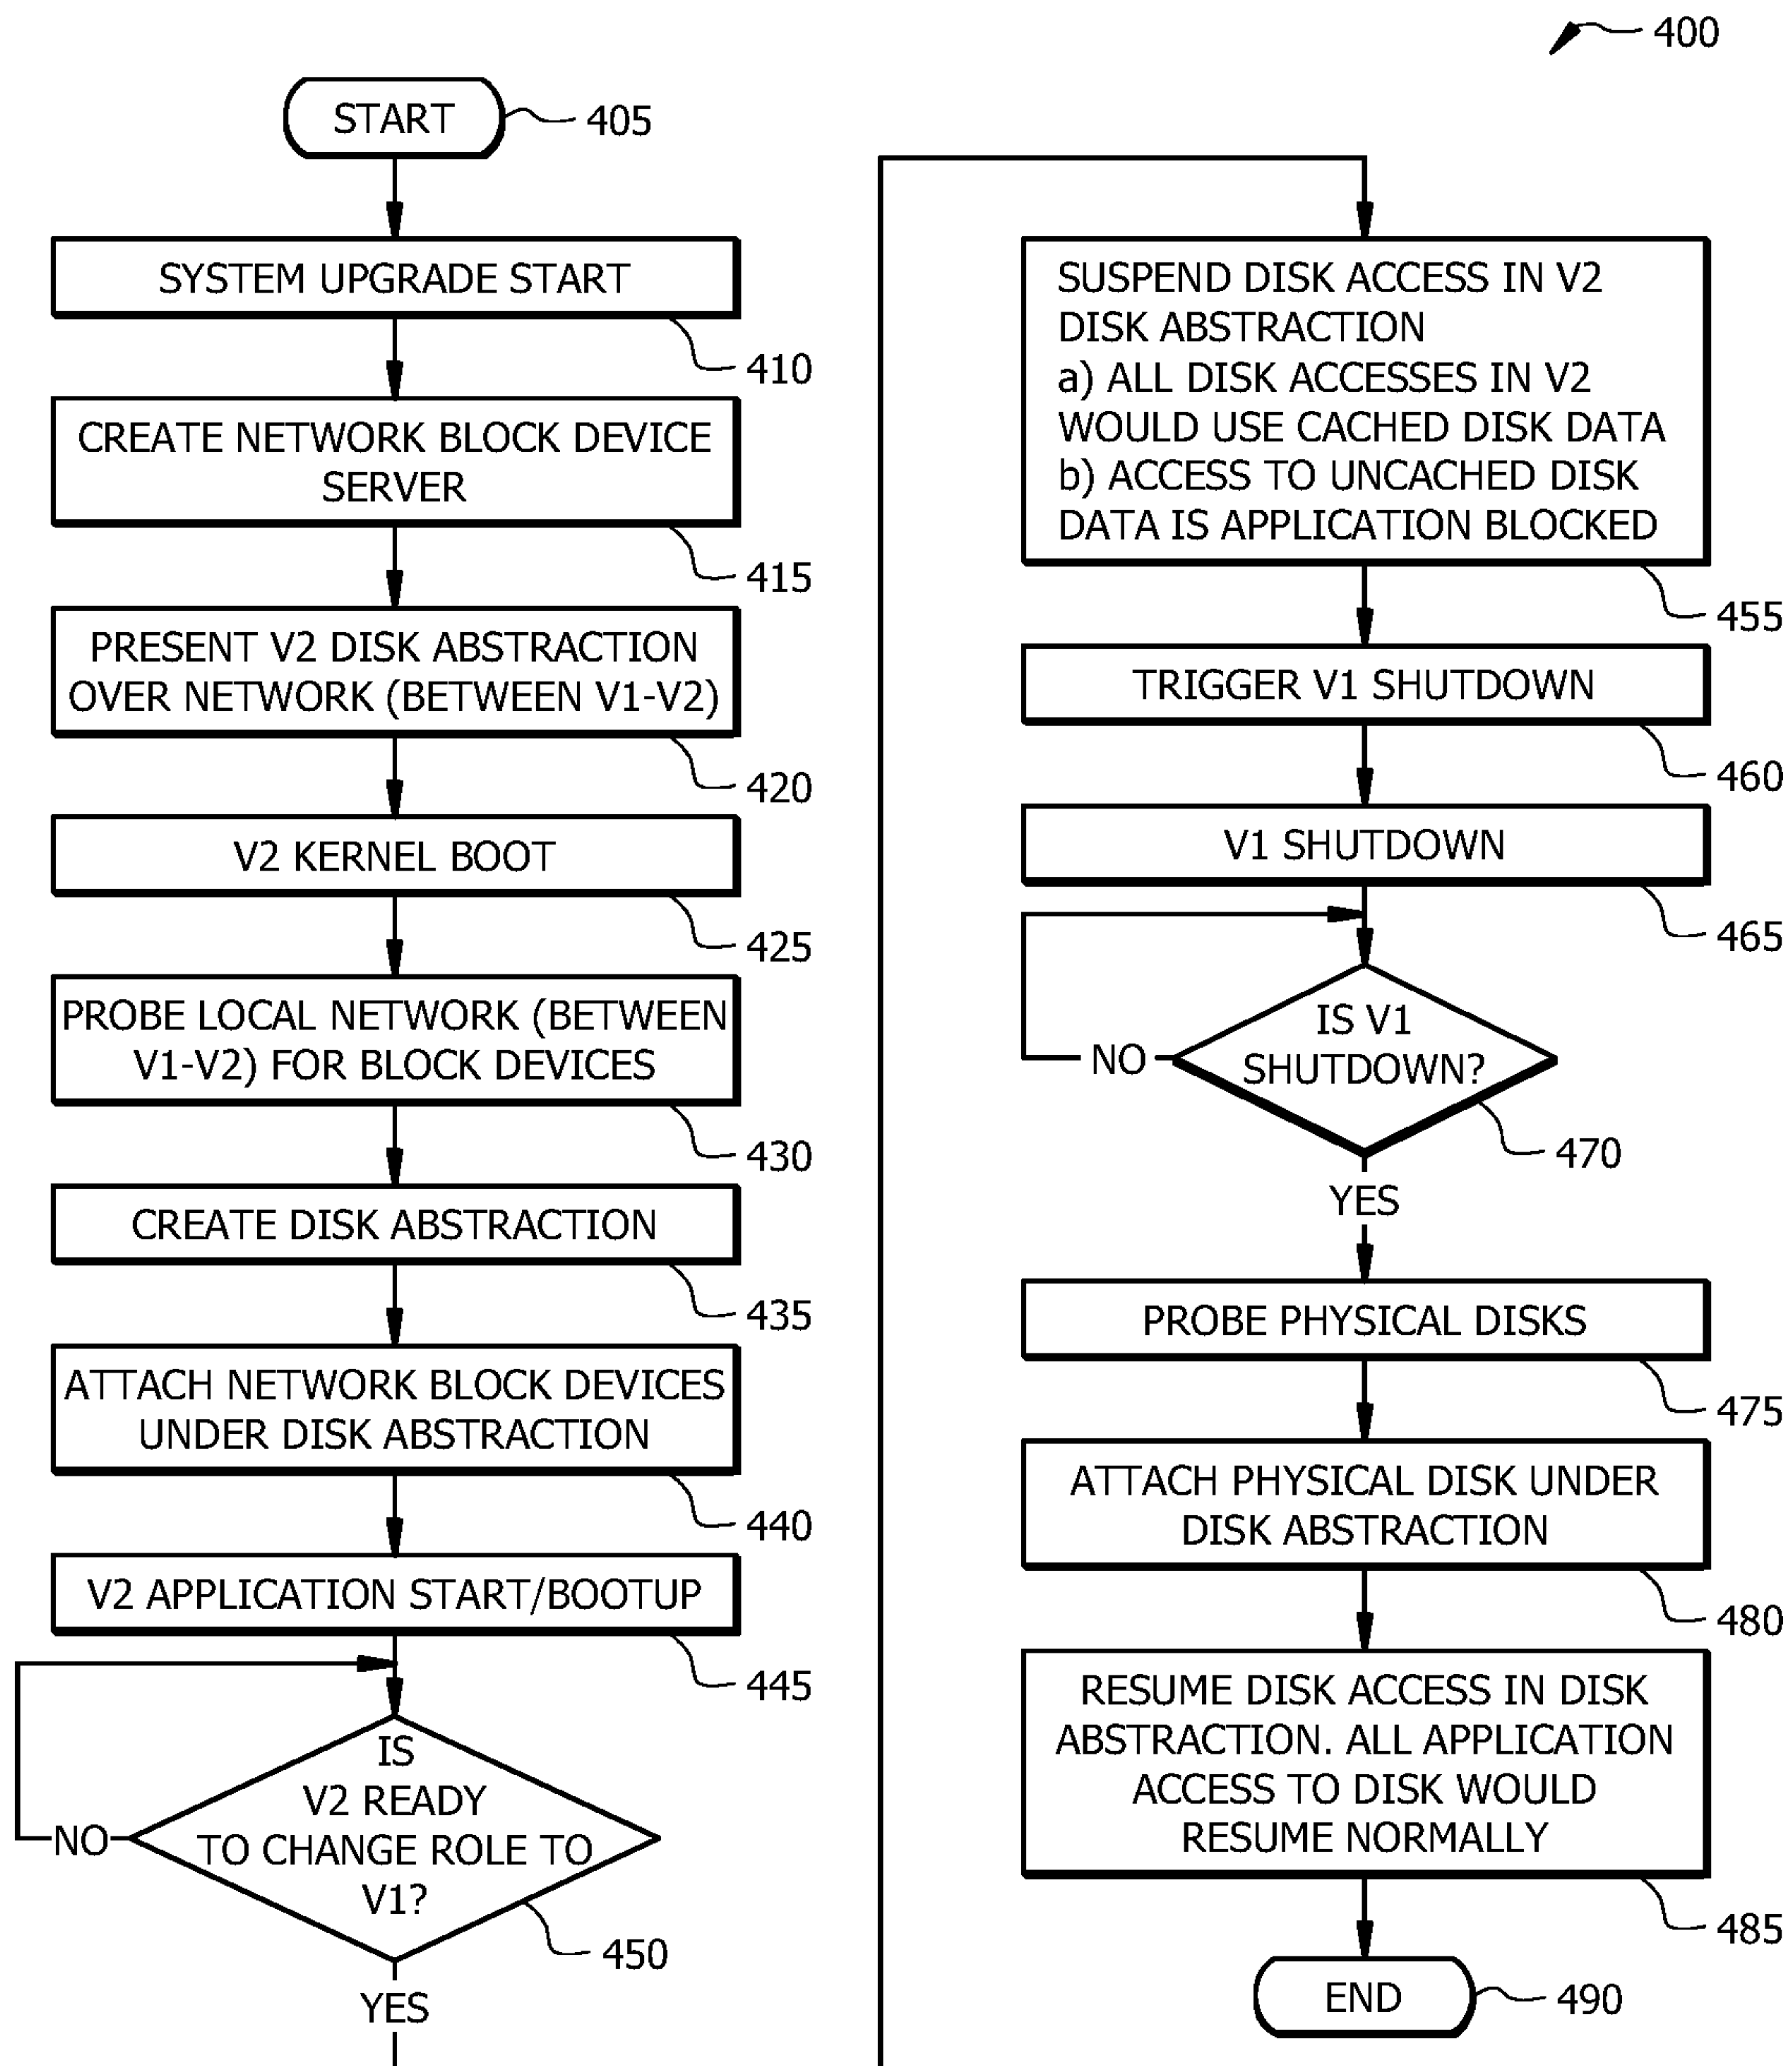 400
START
405
SYSTEM UPGRADE START
410
CREATE NETWORK BLOCK DEVICE
SERVER
415
PRESENT V2 DISK ABSTRACTION
OVER NETWORK (BETWEEN V1-V2)
420
V2 KERNEL BOOT
425
PROBE LOCAL NETWORK (BETWEEN
V1-V2) FOR BLOCK DEVICES
430
CREATE DISK ABSTRACTION
435
ATTACH NETWORK BLOCK DEVICES
UNDER DISK ABSTRACTION
440
V2 APPLICATION START/BOOTUP
445
IS
V2 READY
TO CHANGE ROLE TO
V1?
NO
450
YES
SUSPEND DISK ACCESS IN V2
DISK ABSTRACTION
a) ALL DISK ACCESSES IN V2
WOULD USE CACHED DISK DATA
b) ACCESS TO UNCACHED DISK
DATA IS APPLICATION BLOCKED
455
TRIGGER V1 SHUTDOWN
460
V1 SHUTDOWN
465
IS V1
SHUTDOWN?
NO
470
YES
PROBE PHYSICAL DISKS
475
ATTACH PHYSICAL DISK UNDER
DISK ABSTRACTION
480
RESUME DISK ACCESS IN DISK
ABSTRACTION. ALL APPLICATION
ACCESS TO DISK WOULD
RESUME NORMALLY
485
END
490